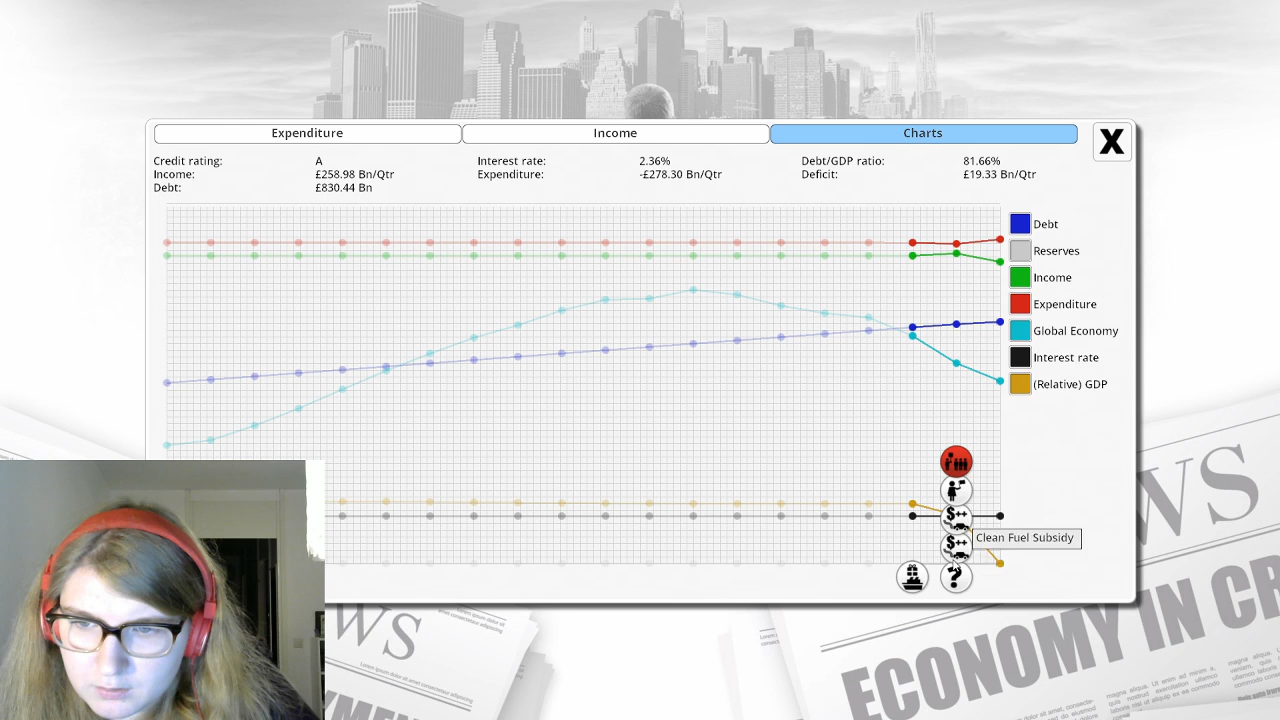 Expenditure
Income
Charts
X
Credit rating:
A
Interest rate:
2.36%
Debt/GDP ratio:
81.66%
Income:
£258.98 Bn/Qtr
Expenditure:
-£278.30 Bn/Qtr
Deficit:
£19.33 Bn/Qtr
Debt:
£830.44 Bn
Debt
Reserves
Income
Expenditure
Global Economy
Interest rate
(Relative) GDP
$++
Clean Fuel Subsidy
$++
?
WS
WS
ECONOMY IN CR